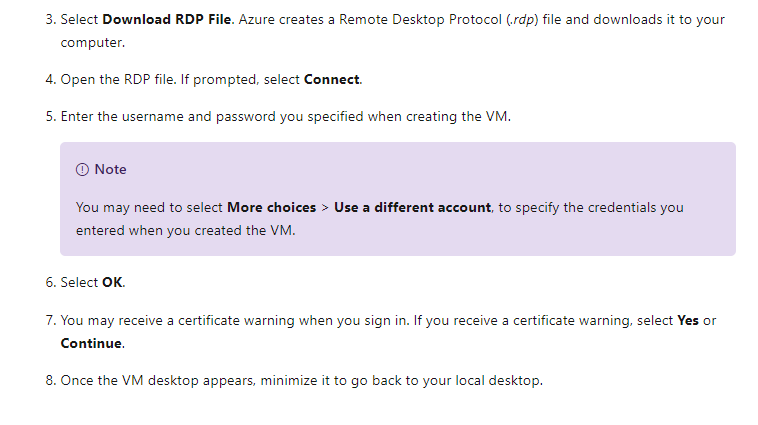 3. Select Download RDP File. Azure creates a Remote Desktop Protocol (.rdp) file and downloads it to your
computer.
4. Open the RDP file. If prompted, select Connect.
5. Enter the username and password you specified when creating the VM.
Note
You may need to select More choices > Use a different account, to specify the credentials you
entered when you created the VM.
6. Select OK.
7. You may receive a certificate warning when you sign in. If you receive a certificate warning, select Yes or
Continue.
8. Once the VM desktop appears, minimize it to go back to your local desktop.